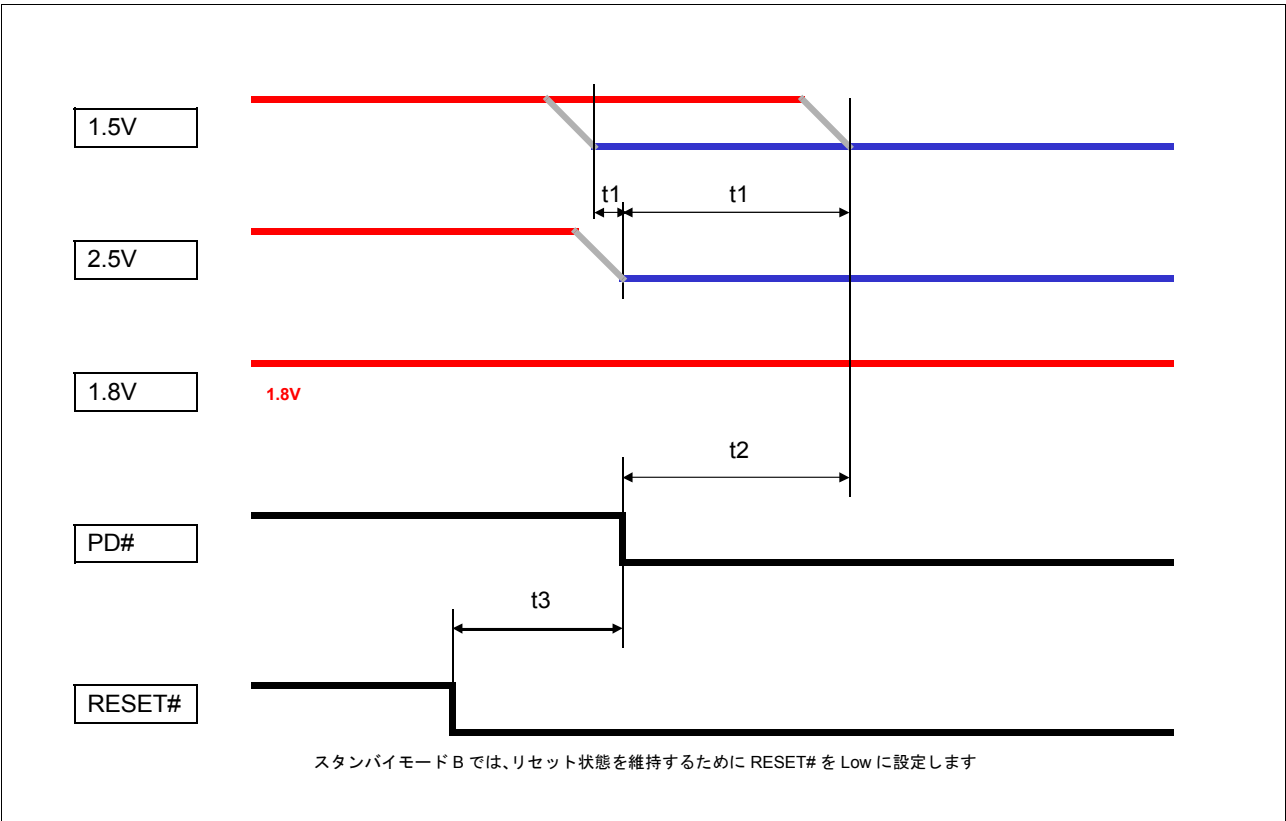 1.5V
t1
t1
2.5V
1.8V
1.8V
t2
PD#
t3
RESET#
スタンバイモード B では、リセット状態を維持するために RESET# を Low に設定します